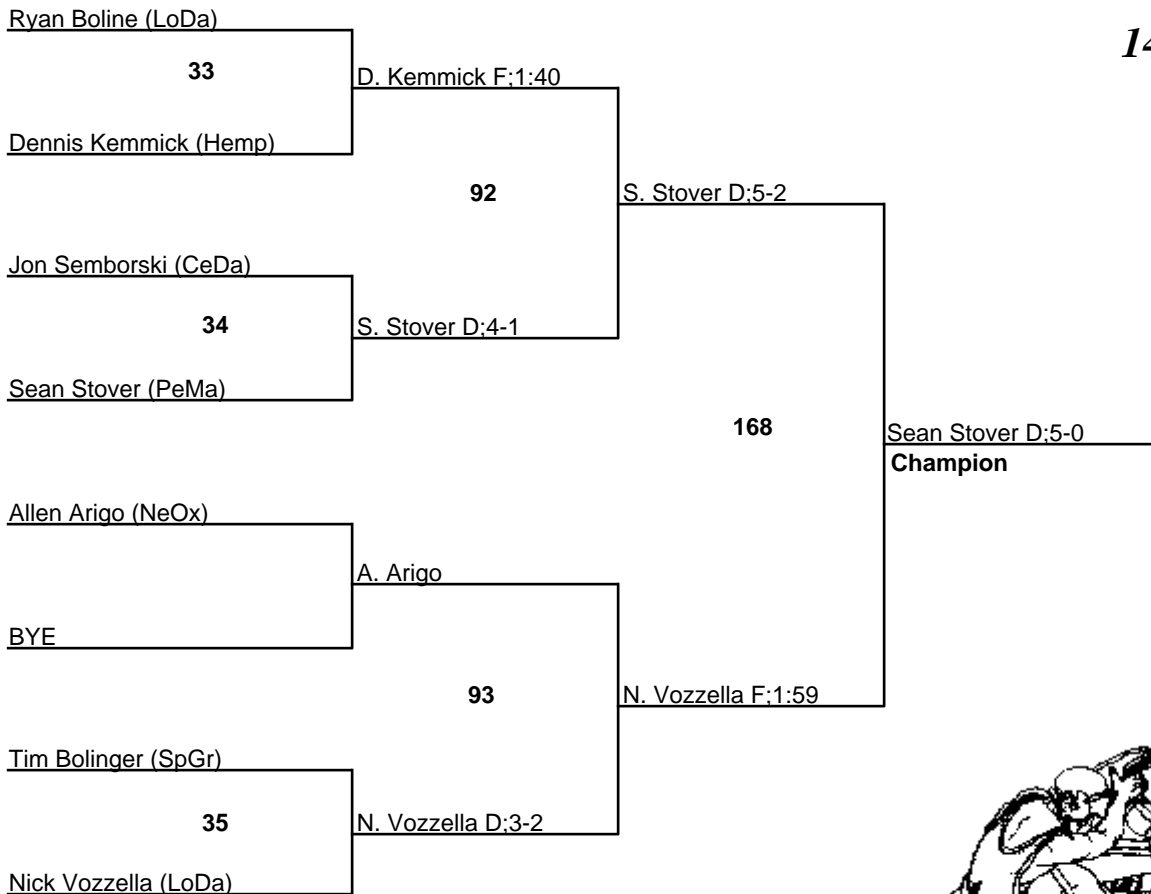 Ryan Boline (LoDa)
14
33
D. Kemmick F;1:40
Dennis Kemmick (Hemp)
92
S. Stover D;5-2
Jon Semborski (CeDa)
34
S. Stover D;4-1
Sean Stover (PeMa)
168
Sean Stover D;5-0
Champion
Allen Arigo (NeOx)
A. Arigo
BYE
93
N. Vozzella F;1:59
Tim Bolinger (SpGr)
35
N. Vozzella D;3-2
Nick Vozzella (LoDa)